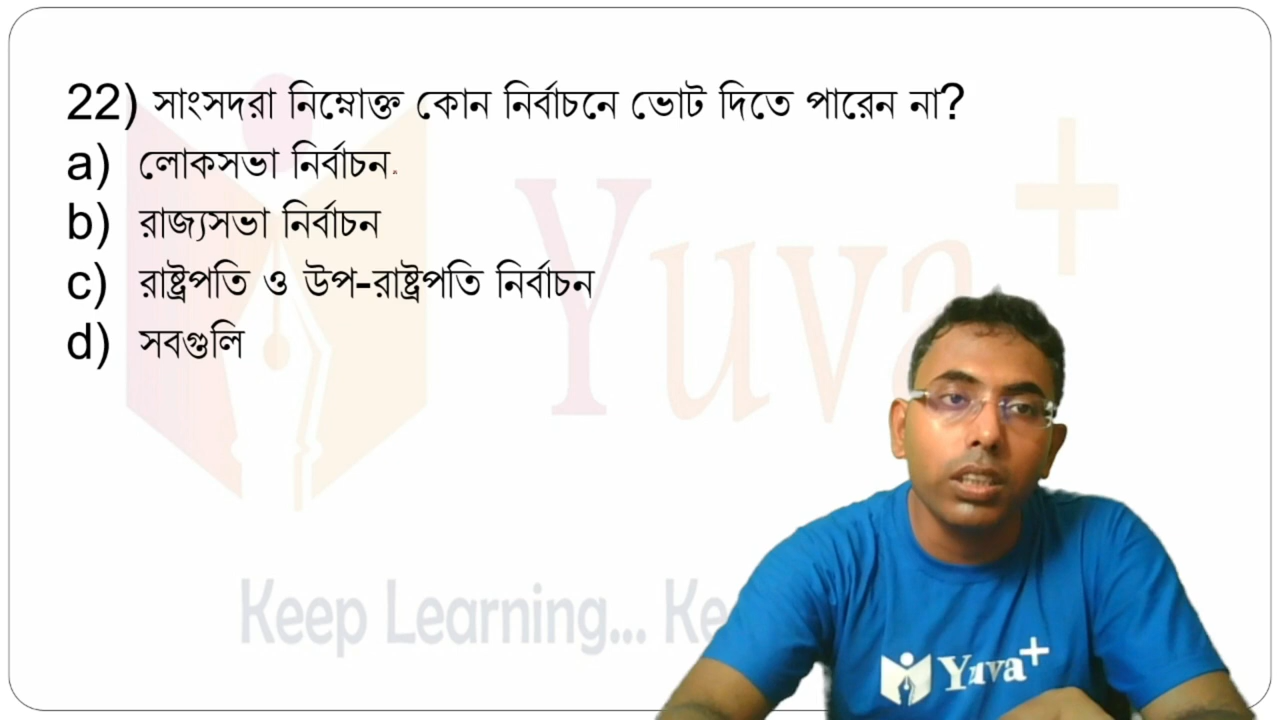 22) সাংসদরা নিম্নোক্ত কোন নির্বাচনে ভোট দিতে পারেন না?
a) লোকসভা নির্বাচন
b) রাজ্যসভা নির্বাচন
c) রাষ্ট্রপতি ও উপ-রাষ্ট্রপতি নির্বাচন
d) সবগুলি
Yuva+
Keep Learning... Ke
Yuva+